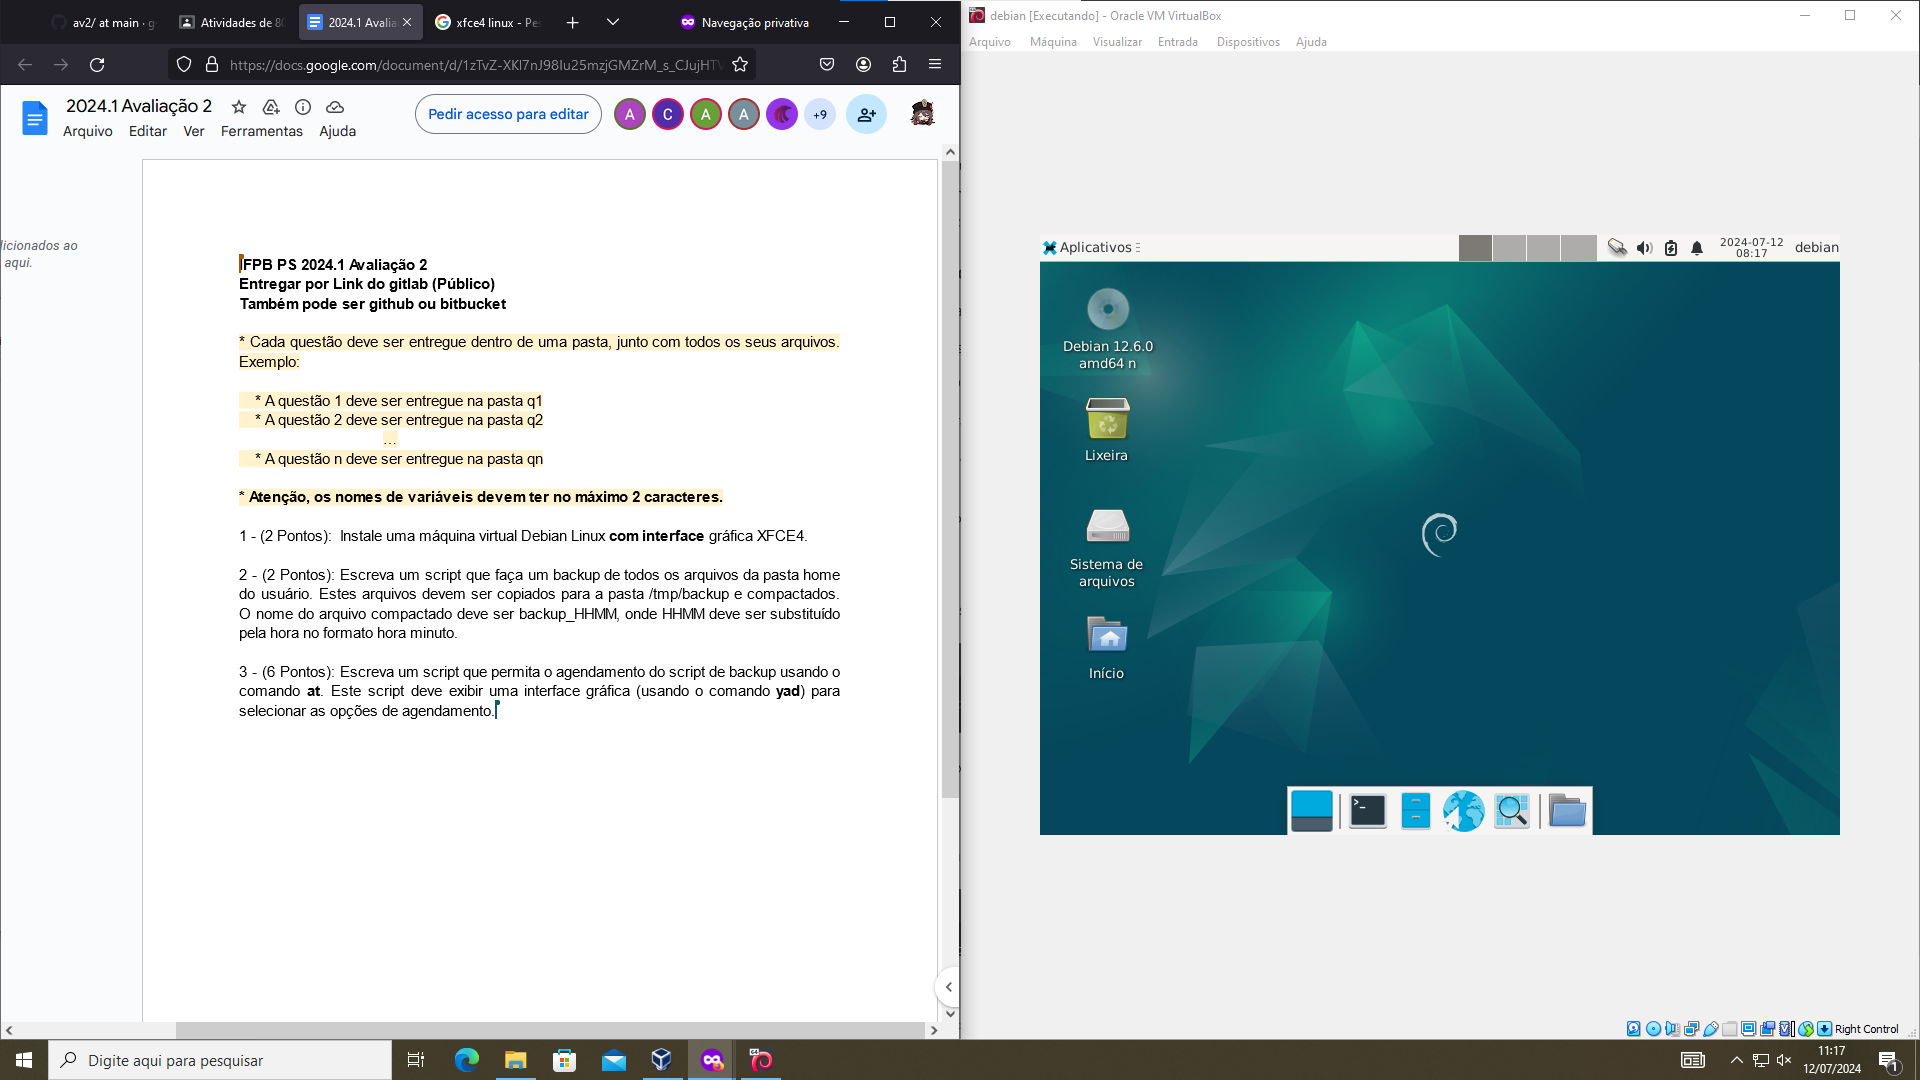 av2/ at main · g
Atividades de 80
2024.1 Avalia
xfce4 linux - Pes
Navegação privativa
https://docs.google.com/document/d/1zTvZ-XKl7nJ98Iu25mzjGMZrM_s_CJujHTV
2024.1 Avaliação 2
Arquivo Editar Ver Ferramentas Ajuda
Pedir acesso para editar
A
C
A
A
+9
licionados ao
aqui.
IFPB PS 2024.1 Avaliação 2
Entregar por Link do gitlab (Público)
Também pode ser github ou bitbucket
* Cada questão deve ser entregue dentro de uma pasta, junto com todos os seus arquivos.
Exemplo:
* A questão 1 deve ser entregue na pasta q1
* A questão 2 deve ser entregue na pasta q2
...
* A questão n deve ser entregue na pasta qn
* Atenção, os nomes de variáveis devem ter no máximo 2 caracteres.
1 - (2 Pontos): Instale uma máquina virtual Debian Linux com interface gráfica XFCE4.
2 - (2 Pontos): Escreva um script que faça um backup de todos os arquivos da pasta home
do usuário. Estes arquivos devem ser copiados para a pasta /tmp/backup e compactados.
O nome do arquivo compactado deve ser backup_HHMM, onde HHMM deve ser substituído
pela hora no formato hora minuto.
3 - (6 Pontos): Escreva um script que permita o agendamento do script de backup usando o
comando at. Este script deve exibir uma interface gráfica (usando o comando yad) para
selecionar as opções de agendamento.
debian [Executando] - Oracle VM VirtualBox
Arquivo Máquina Visualizar Entrada Dispositivos Ajuda
Aplicativos
2024-07-12
08:17
debian
Debian 12.6.0
amd64 n
Lixeira
Sistema de
arquivos
Início
Right Control
Digite aqui para pesquisar
11:17
12/07/2024
1